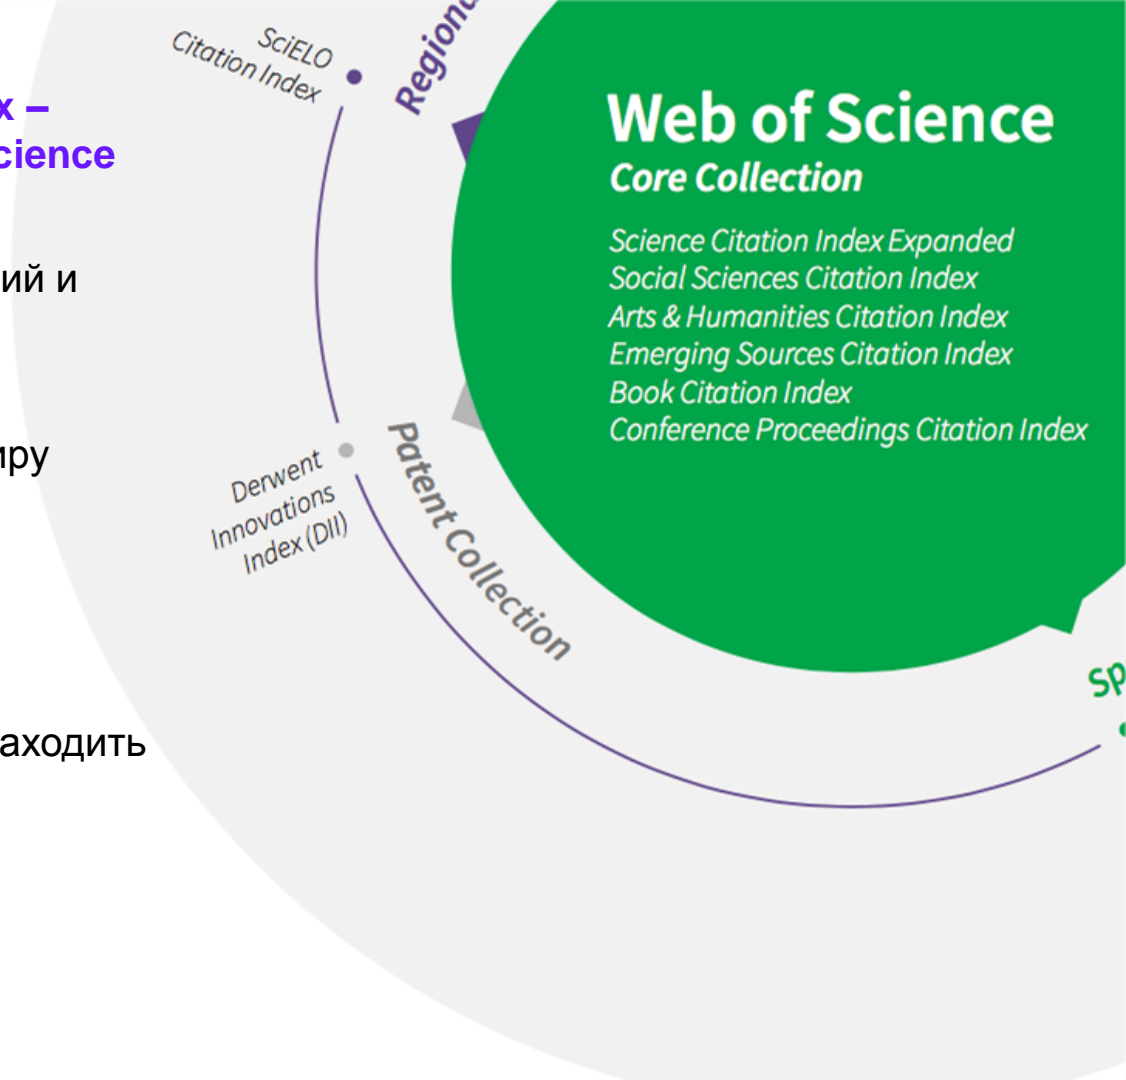 x –
cience
ий и
иру
аходить
SciELO
Citation Index
Regiona
Web of Science
Core Collection
Science Citation Index Expanded
Social Sciences Citation Index
Arts & Humanities Citation Index
Emerging Sources Citation Index
Book Citation Index
Conference Proceedings Citation Index
Derwent
Innovations
Index (DII)
Patent Collection
Sp